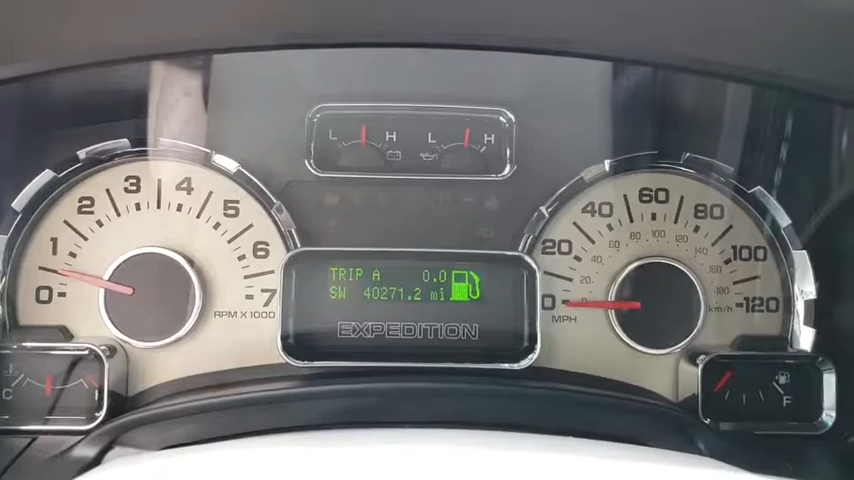 L H L H
0 1 2 3 4 5 6 7
RPM X 1000
TRIP A 0.0
SW 40271.2 mi
EXPEDITION
0 20 40 60 80 100 120
20 40 60 80 100 120 140 160 180
MPH
km/h
C
F